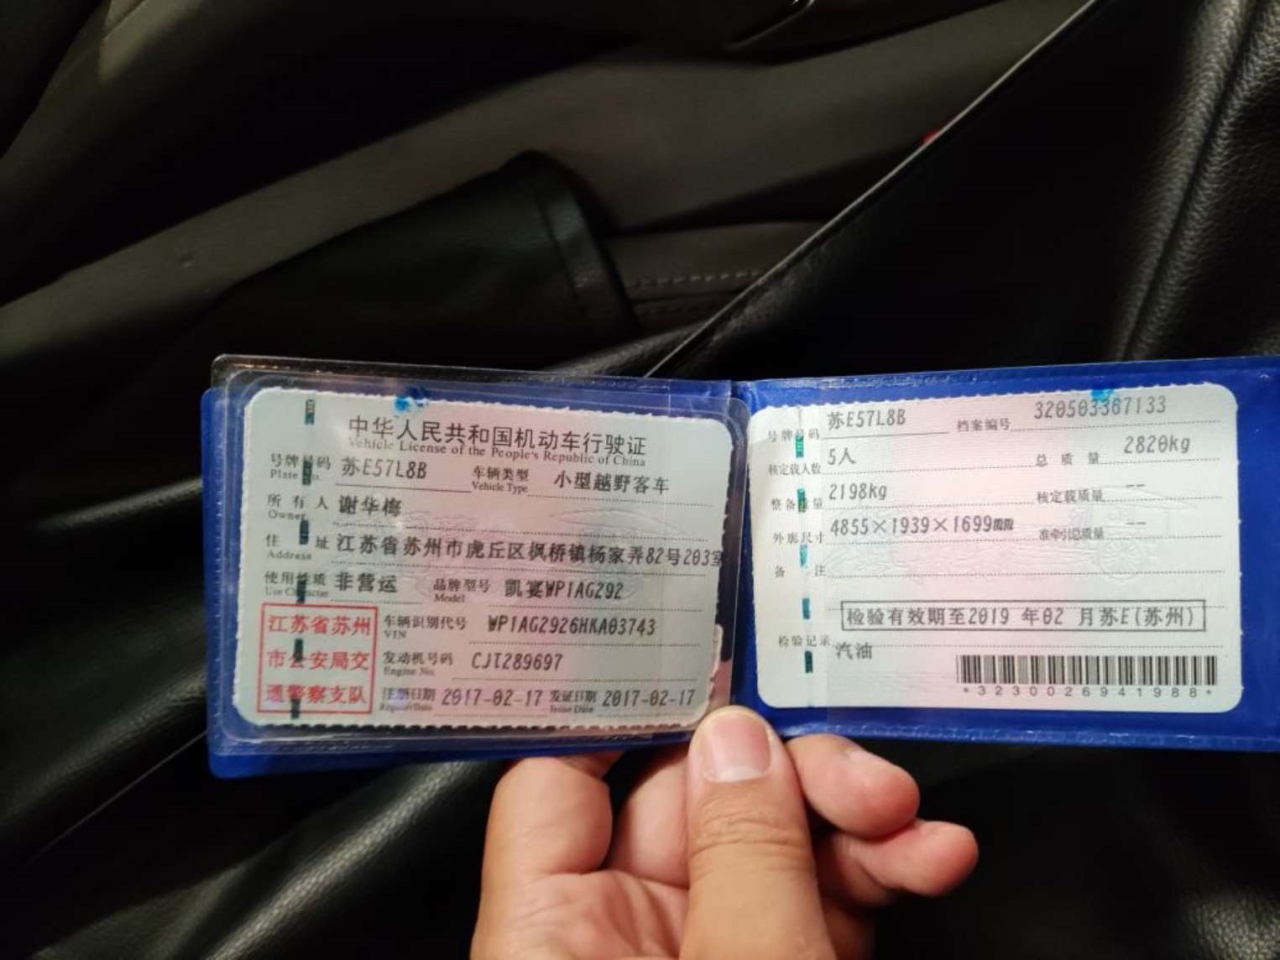 中华人民共和国机动车行驶证
Vehicle License of the People's Republic of China
号牌号码 苏E57L8B 车辆类型 小型越野客车
Plate No. Vehicle Type
所有人 谢华梅
Owner
住址 江苏省苏州市虎丘区枫桥镇杨家弄82号203室
Address
使用性质 非营运 品牌型号 凯宴WP1AG292
Use Character Model
江苏省苏州
市公安局交
通警察支队
车辆识别代号 WP1AG2926HKA03743
VIN
发动机号码 CJT289697
Engine No.
注册日期 2017-02-17 发证日期 2017-02-17
Register Date Issue Date
号牌号码 苏E57L8B 档案编号 320503367133
核定载人数 5人 总质量 2820kg
整备质量 2198kg 核定载质量 --
外廓尺寸 4855×1939×1699mm 准牵引总质量 --
备注
检验有效期至2019 年02 月苏E(苏州)
检验记录
汽油
*3230026941988*